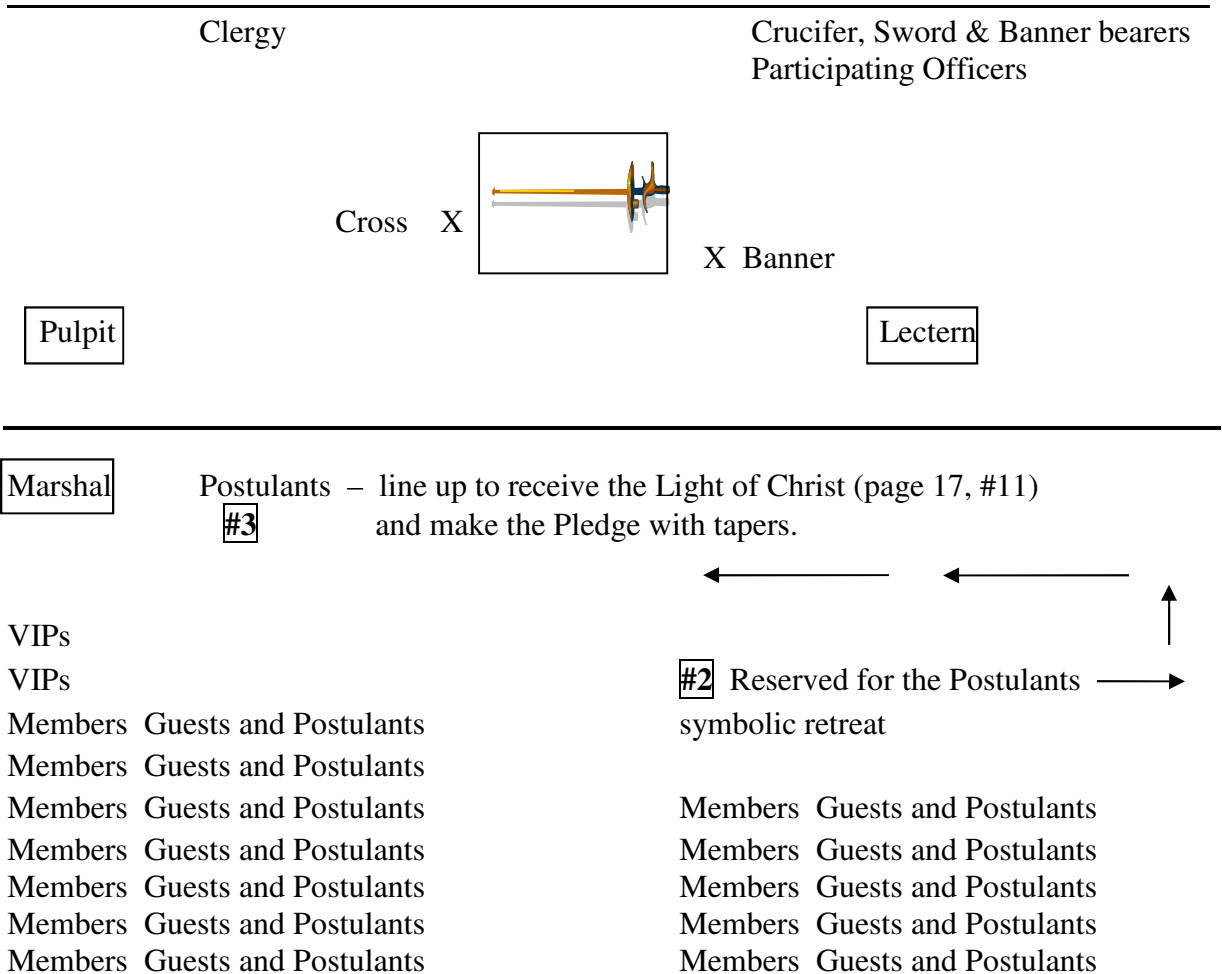 Clergy Crucifer, Sword & Banner bearers
Participating Officers
Cross X
X Banner
Pulpit Lectern
Marshal Postulants – line up to receive the Light of Christ (page 17, #11)
#3 and make the Pledge with tapers.
VIPs
VIPs #2 Reserved for the Postulants
Members Guests and Postulants symbolic retreat
Members Guests and Postulants
Members Guests and Postulants Members Guests and Postulants
Members Guests and Postulants Members Guests and Postulants
Members Guests and Postulants Members Guests and Postulants
Members Guests and Postulants Members Guests and Postulants
Members Guests and Postulants Members Guests and Postulants